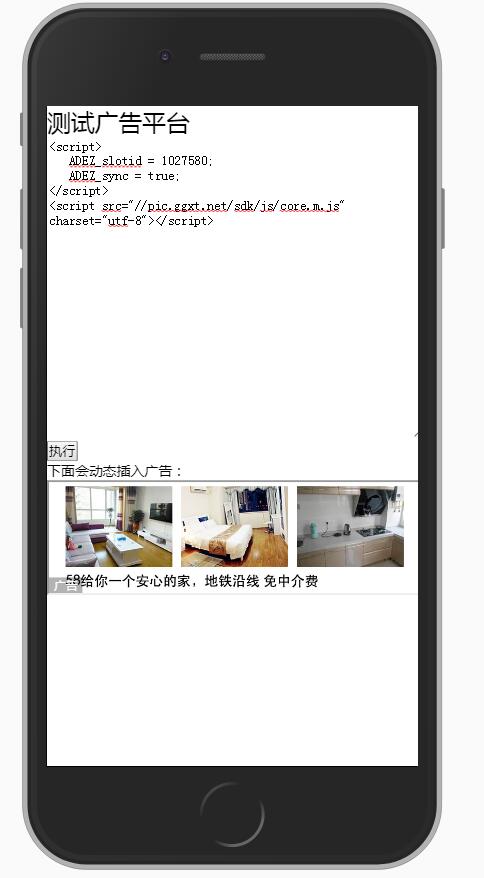 测试广告平台
<script>
ADEZ_slotid = 1027580;
ADEZ_sync = true;
</script>
<script src="//pic.ggxt.net/sdk/js/core.m.js"
charset="utf-8"></script>
执行
下面会动态插入广告：
58给你一个安心的家，地铁沿线 免中介费
广告